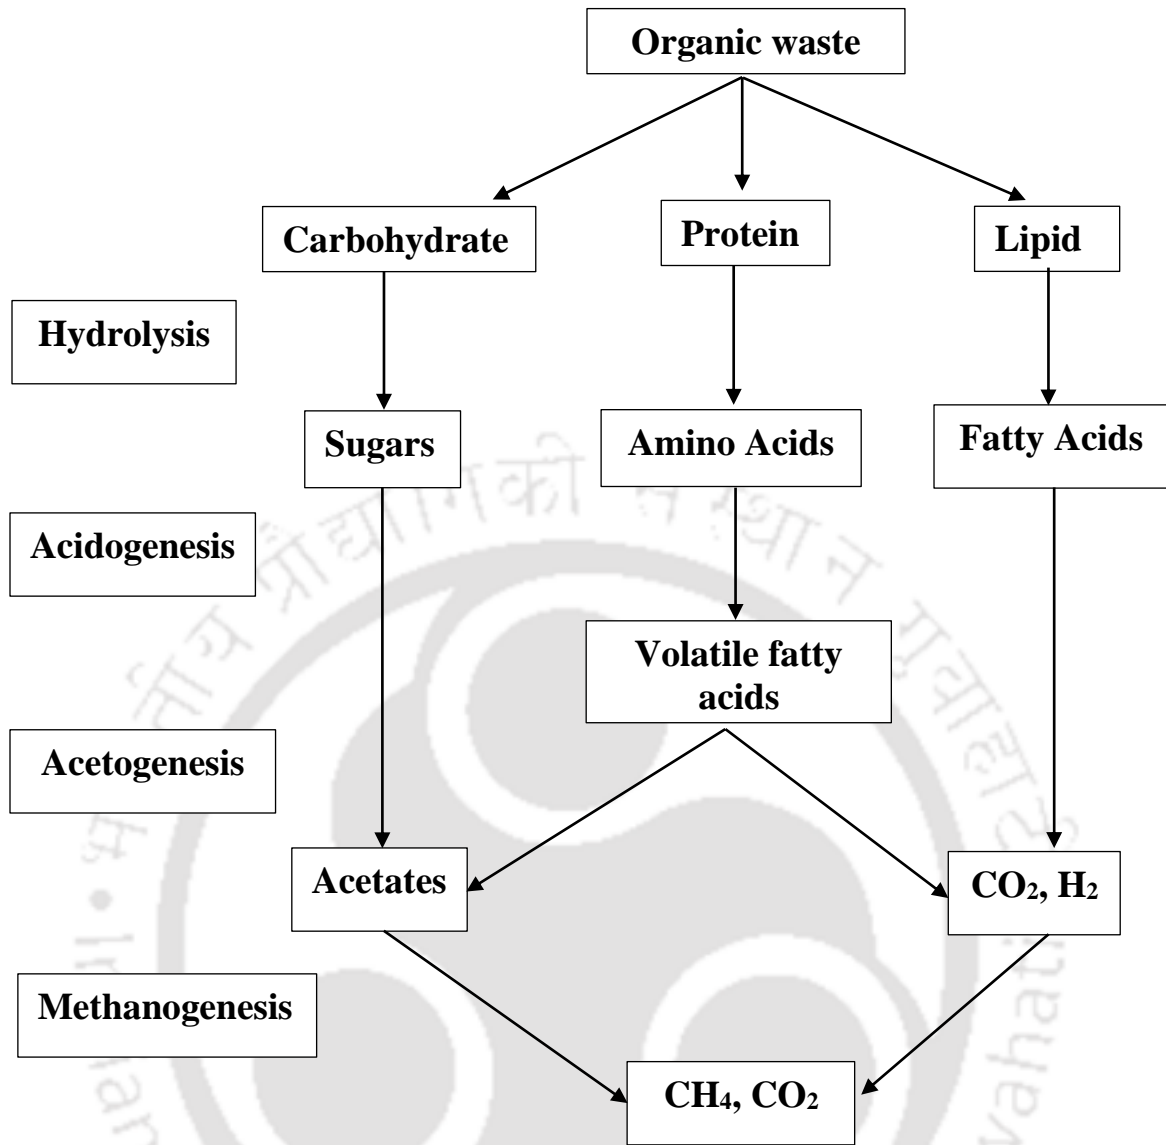 Organic waste
Carbohydrate
Protein
Lipid
Hydrolysis
Sugars
Amino Acids
Fatty Acids
Acidogenesis
Volatile fatty
acids
Acetogenesis
Acetates
CO₂, H₂
Methanogenesis
CH₄, CO₂